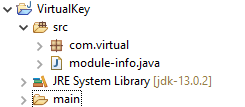 VirtualKey
src
com.virtual
module-info.java
JRE System Library [jdk-13.0.2]
main